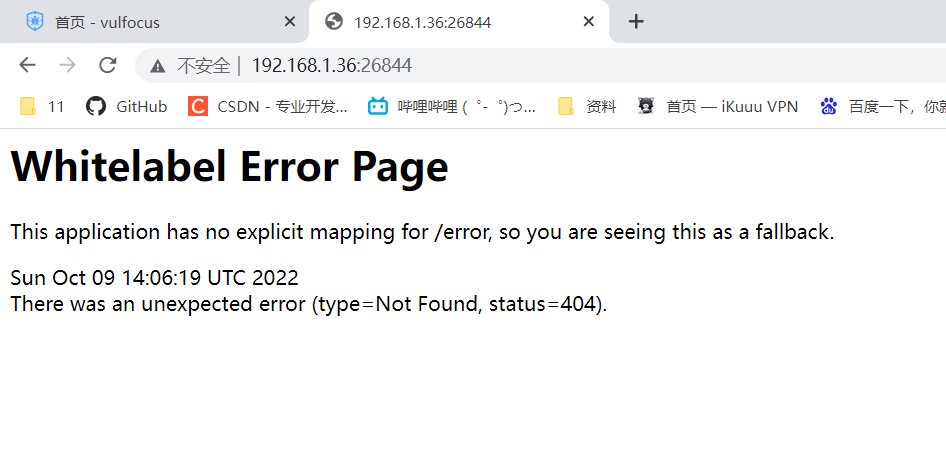 首页 - vulfocus
192.168.1.36:26844
不安全 | 192.168.1.36:26844
11 GitHub CSDN - 专业开发... 哔哩哔哩 (゜-゜)つ... 资料 首页 — iKuuu VPN 百度一下，你就
Whitelabel Error Page
This application has no explicit mapping for /error, so you are seeing this as a fallback.
Sun Oct 09 14:06:19 UTC 2022
There was an unexpected error (type=Not Found, status=404).